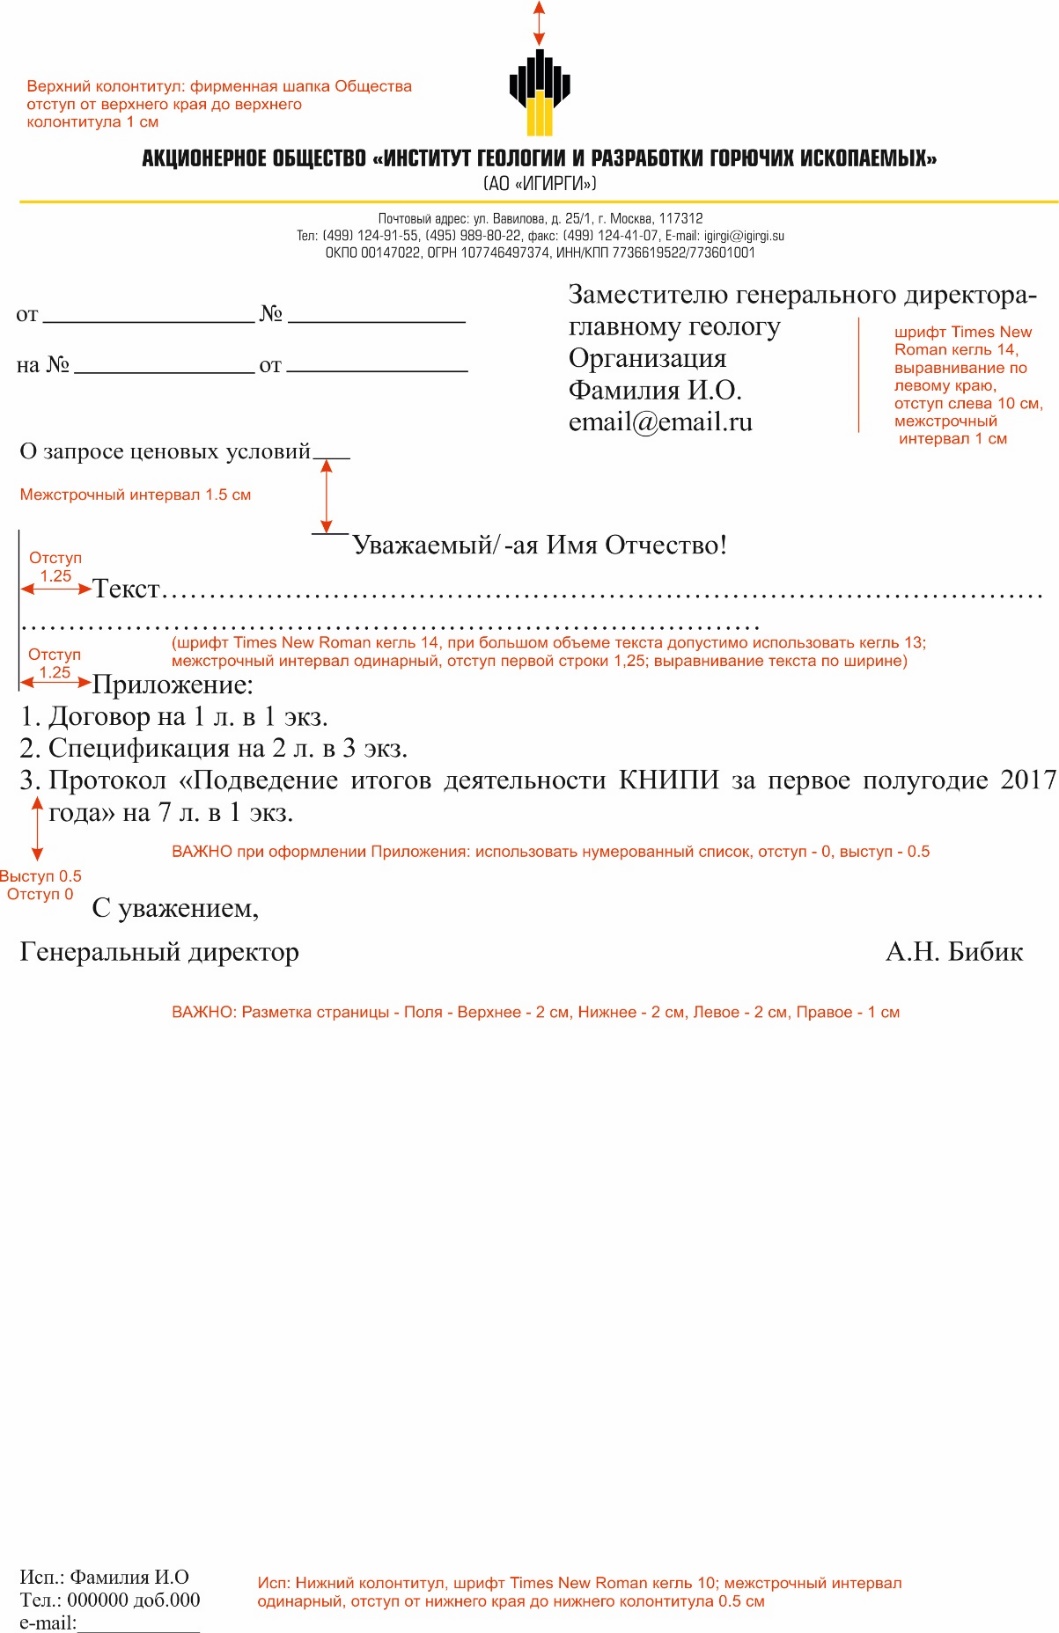 Верхний колонтитул: фирменная шапка Общества
отступ от верхнего края до верхнего
колонтитула 1 см
АКЦИОНЕРНОЕ ОБЩЕСТВО «ИНСТИТУТ ГЕОЛОГИИ И РАЗРАБОТКИ ГОРЮЧИХ ИСКОПАЕМЫХ»
(АО «ИГИРГИ»)
Почтовый адрес: ул. Вавилова, д. 25/1, г. Москва, 117312
Тел: (499) 124-91-55, (495) 989-80-22, факс: (499) 124-41-07, E-mail: igirgi@igirgi.su
ОКПО 00147022, ОГРН 107746497374, ИНН/КПП 7736619522/773601001
от _______________ № _______________
на № _______________ от _______________
Заместителю генерального директора-
главному геологу
Организация
Фамилия И.О.
email@email.ru
шрифт Times New
Roman кегль 14,
выравнивание по
левому краю,
отступ слева 10 см,
межстрочный
интервал 1 см
О запросе ценовых условий
Межстрочный интервал 1.5 см
Уважаемый/-ая Имя Отчество!
Отступ
1.25
Текст……………………………………………………………………………………
………………………………………………………………………
(шрифт Times New Roman кегль 14, при большом объеме текста допустимо использовать кегль 13;
межстрочный интервал одинарный, отступ первой строки 1,25; выравнивание текста по ширине)
Отступ
1.25
Приложение:
1. Договор на 1 л. в 1 экз.
2. Спецификация на 2 л. в 3 экз.
3. Протокол «Подведение итогов деятельности КНИПИ за первое полугодие 2017
года» на 7 л. в 1 экз.
ВАЖНО при оформлении Приложения: использовать нумерованный список, отступ - 0, выступ - 0.5
Выступ 0.5
Отступ 0
С уважением,
Генеральный директор А.Н. Бибик
ВАЖНО: Разметка страницы - Поля - Верхнее - 2 см, Нижнее - 2 см, Левое - 2 см, Правое - 1 см
Исп.: Фамилия И.О
Тел.: 000000 доб.000
e-mail:____________
Исп: Нижний колонтитул, шрифт Times New Roman кегль 10; межстрочный интервал
одинарный, отступ от нижнего края до нижнего колонтитула 0.5 см